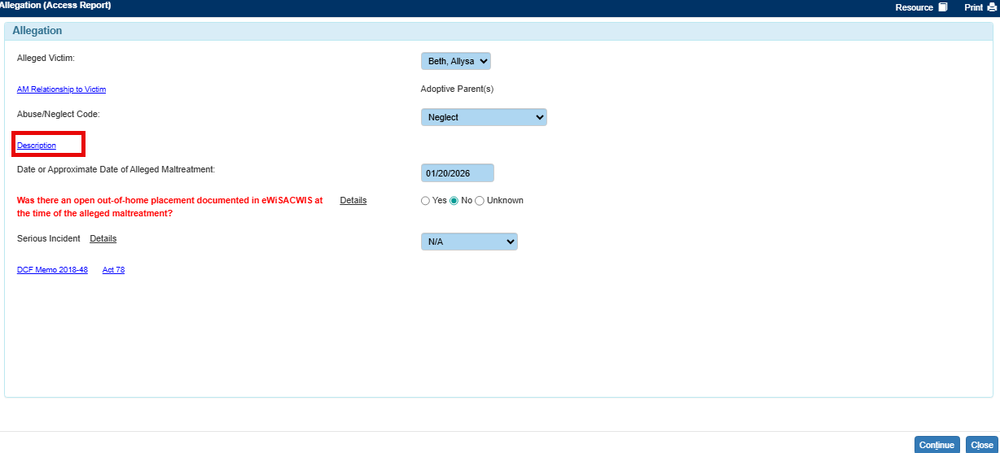 Allegation (Access Report)
Resource Print
Allegation
Alleged Victim: Beth, Allysa
AM Relationship to Victim Adoptive Parent(s)
Abuse/Neglect Code: Neglect
Description
Date or Approximate Date of Alleged Maltreatment: 01/20/2026
Was there an open out-of-home placement documented in eWiSACWIS at Details Yes No Unknown
the time of the alleged maltreatment?
Serious Incident Details N/A
DCF Memo 2018-48 Act 78
Continue Close